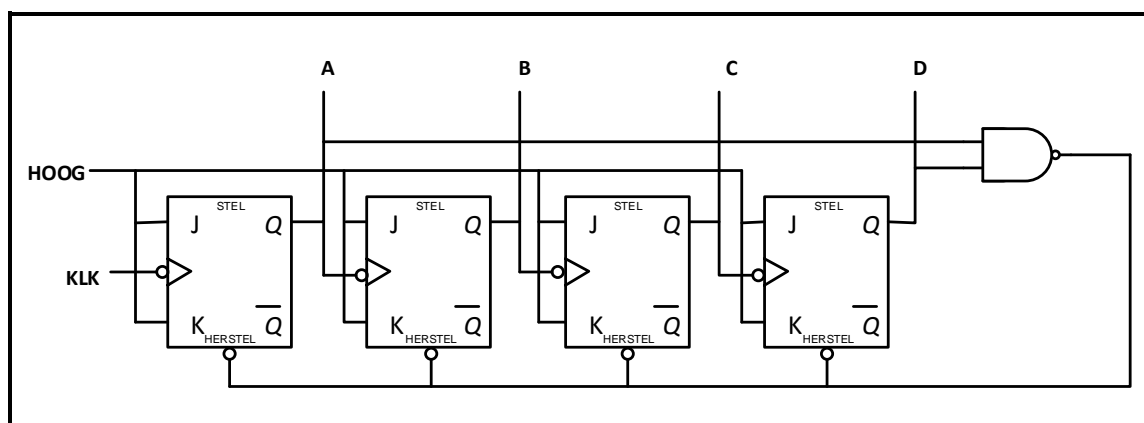 A B C D
HOOG
STEL STEL STEL STEL
J Q J Q J Q J Q
KLK
K Q̅ K Q̅ K Q̅ K Q̅
HERSTEL HERSTEL HERSTEL HERSTEL